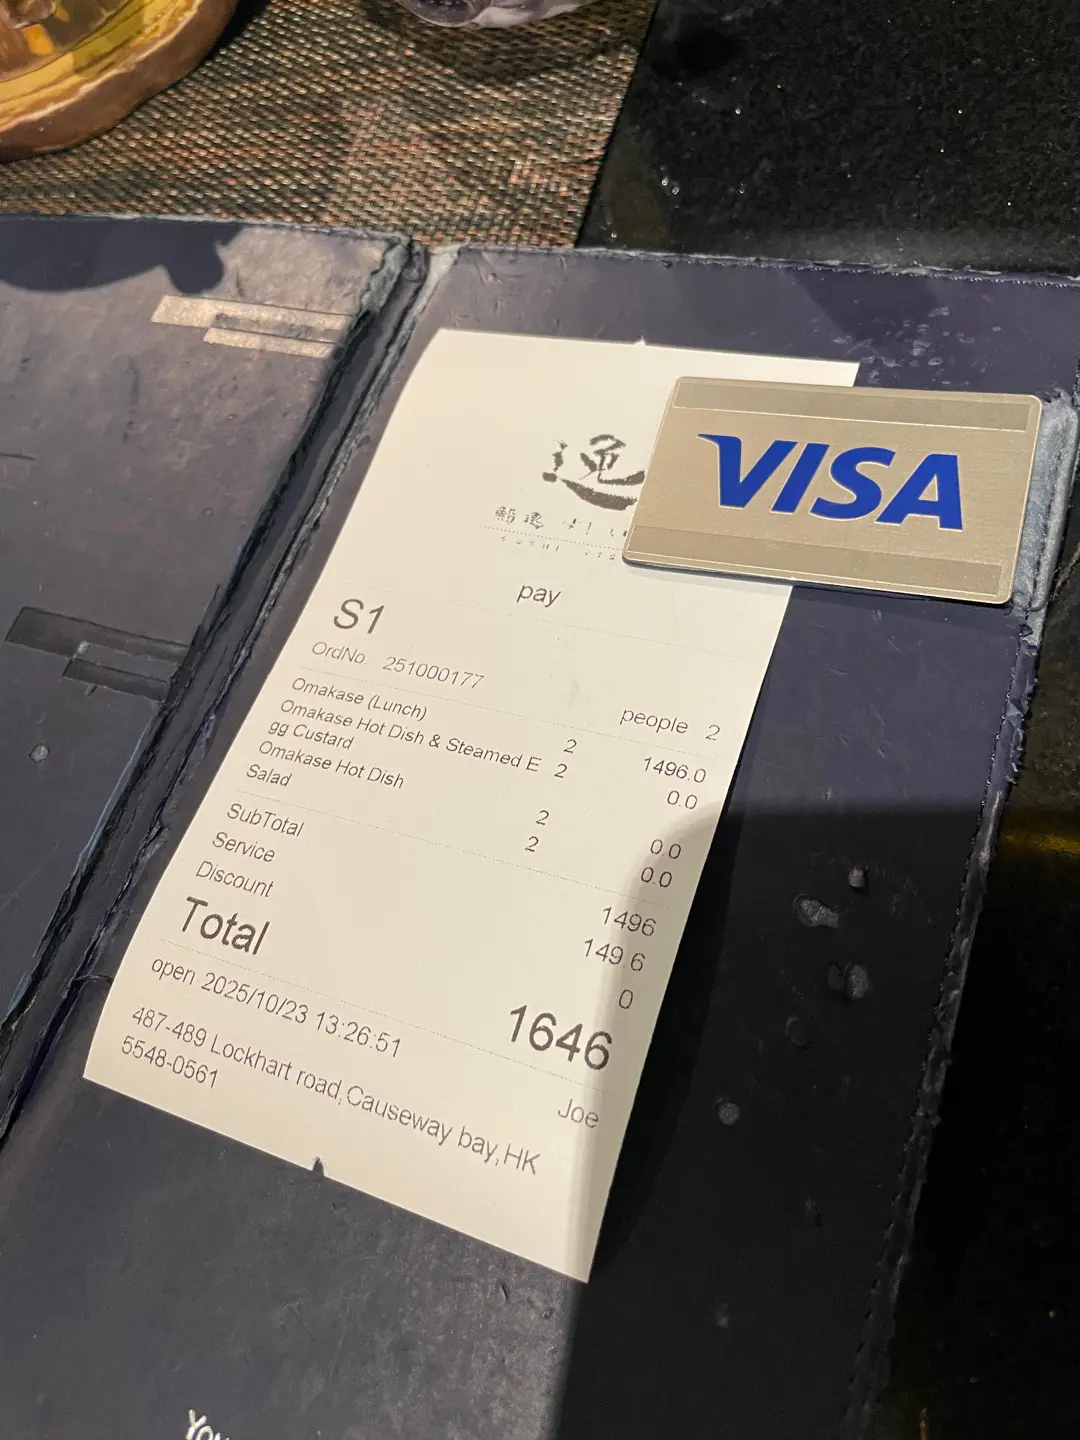 逸
鮨逸
SUSHI
VISA
pay
S1
people 2
OrdNo. 251000177
Omakase (Lunch) 2 1496.0
Omakase Hot Dish & Steamed E 2 0.0
gg Custard
Omakase Hot Dish 2 0.0
Salad 2 0.0
SubTotal 1496
Service 149.6
Discount 0
Total 1646
open 2025/10/23 13:26:51 Joe
487-489 Lockhart road,Causeway bay,HK
5548-0561